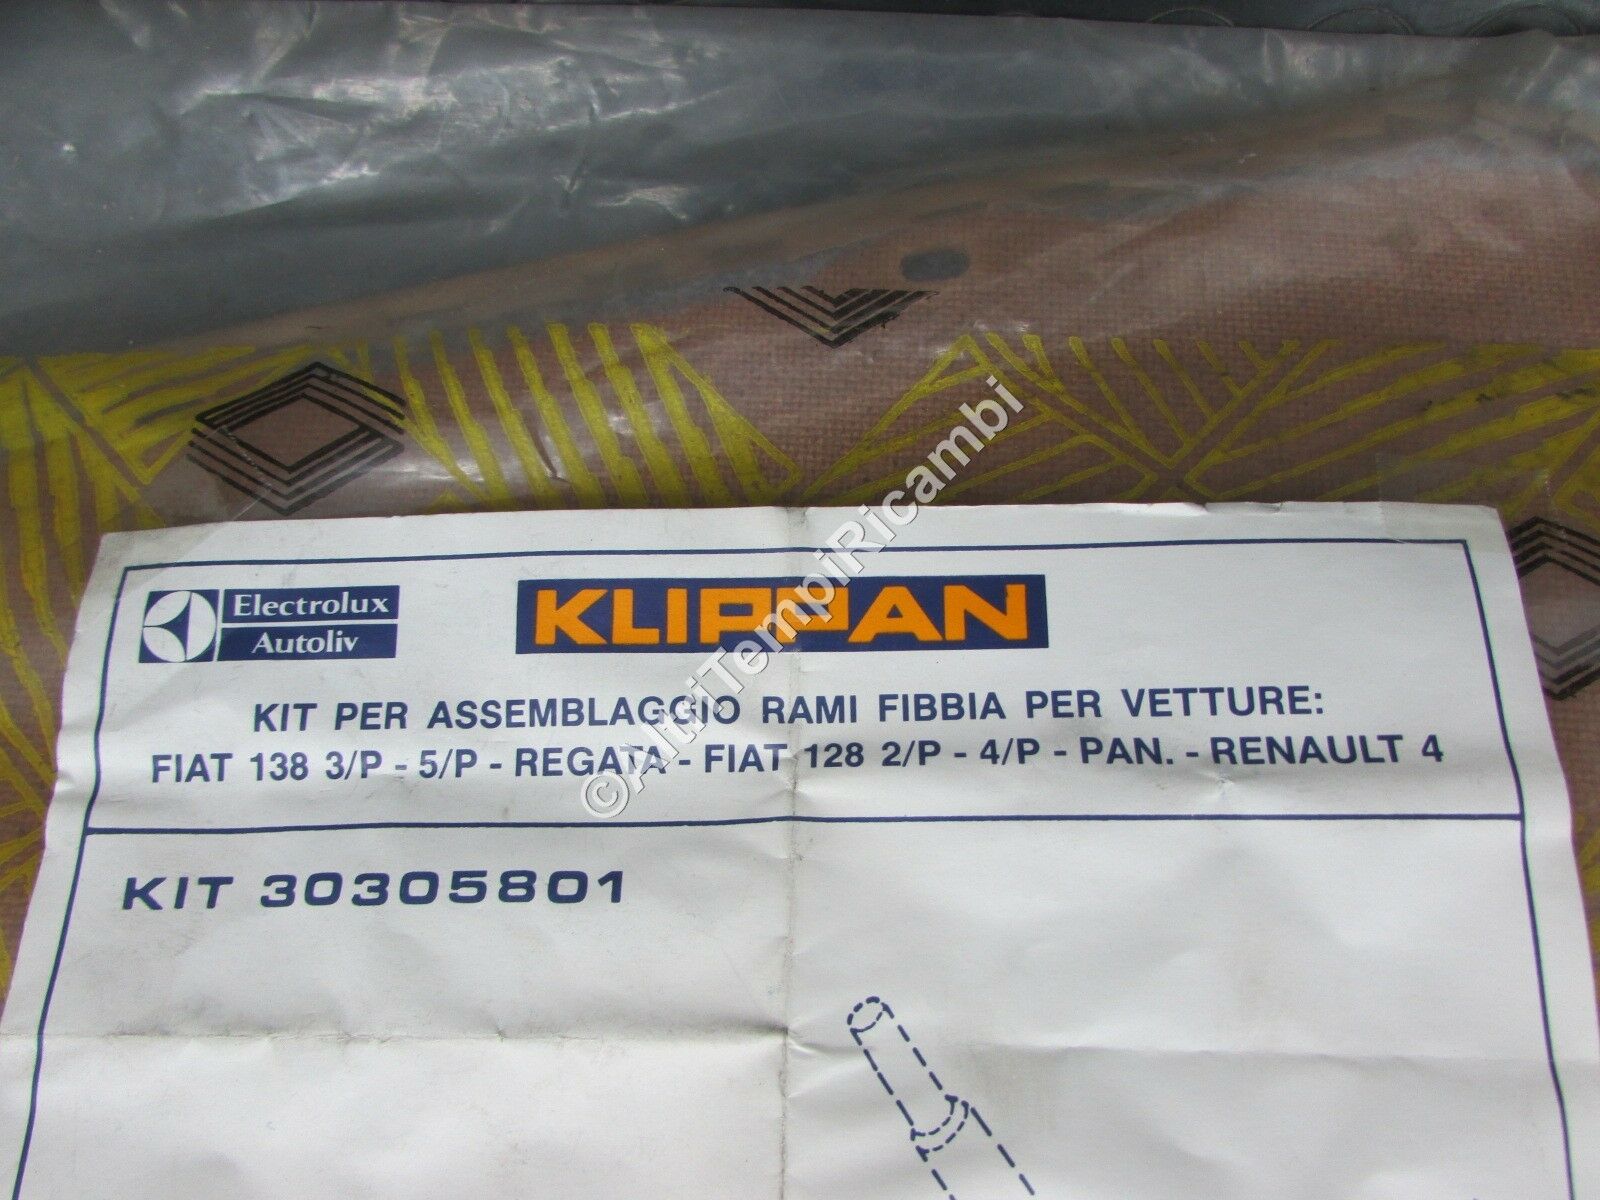 Electrolux
Autoliv
KLIPPAN
KIT PER ASSEMBLAGGIO RAMI FIBBIA PER VETTURE:
FIAT 138 3/P - 5/P - REGATA - FIAT 128 2/P - 4/P - PAN. - RENAULT 4
KIT 30305801
©AltriTempiRicambi